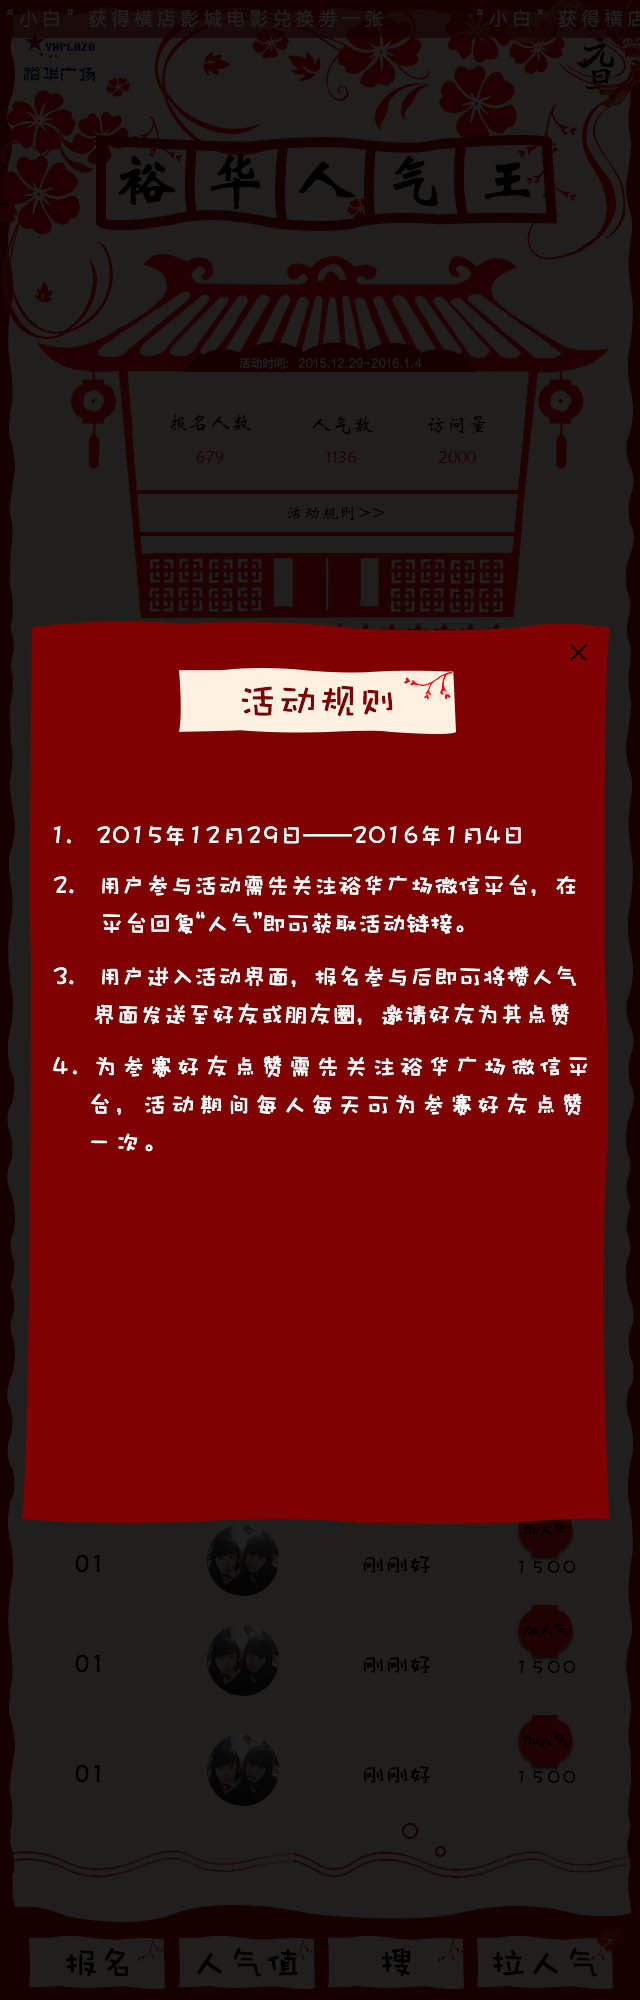 “小白”获得横店影城电影兑换券一张 “小白”获得横店
YHPLAZA
裕华广场
元旦
裕华人气王
活动时间: 2015.12.29~2016.1.4
报名人数 人气数 访问量
679 1136 2000
活动规则>>
活动规则
1. 2015年12月29日——2016年1月4日
2. 用户参与活动需先关注裕华广场微信平台，在
平台回复“人气”即可获取活动链接。
3. 用户进入活动界面，报名参与后即可将攒人气
界面发送至好友或朋友圈，邀请好友为其点赞
4. 为参赛好友点赞需先关注裕华广场微信平
台，活动期间每人每天可为参赛好友点赞
一次。
加人气
01 刚刚好 1500
加人气
01 刚刚好 1500
加人气
01 刚刚好 1500
报名 人气值 搜 拉人气